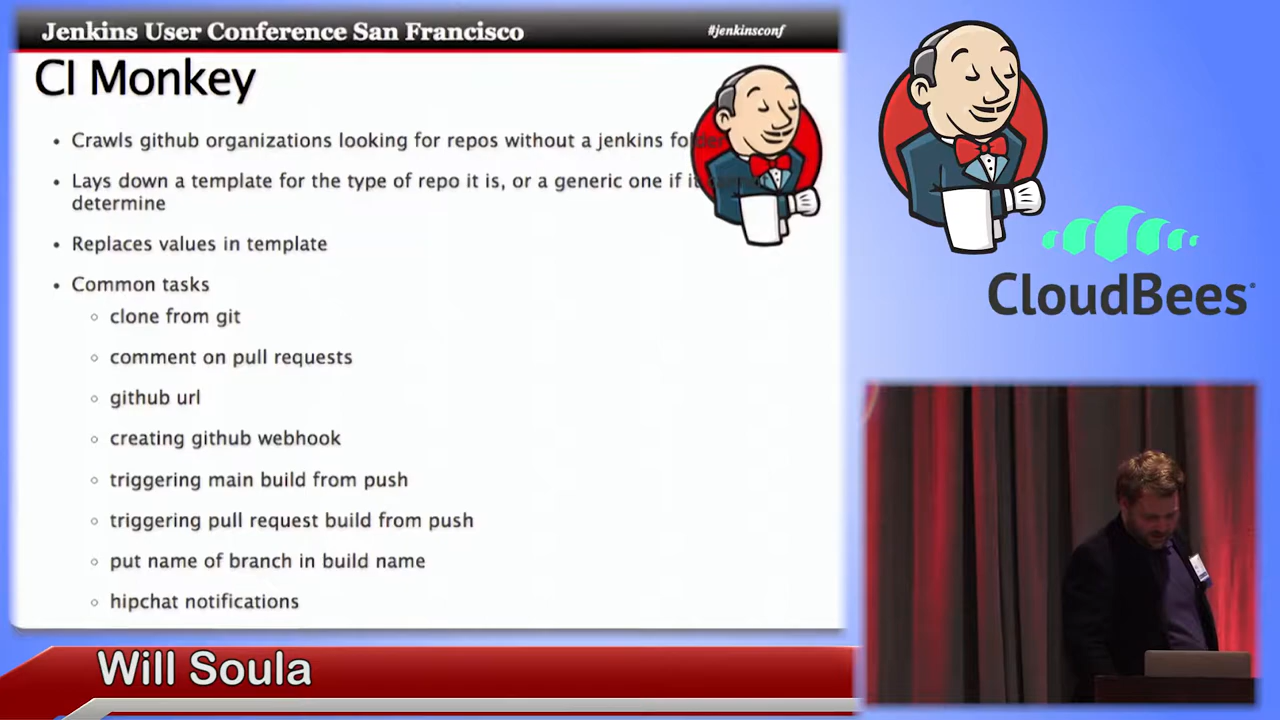 Jenkins User Conference San Francisco
#jenkinsconf
CI Monkey
• Crawls github organizations looking for repos without a jenkins folder
• Lays down a template for the type of repo it is, or a generic one if it cannot
determine
• Replaces values in template
• Common tasks
◦ clone from git
◦ comment on pull requests
◦ github url
◦ creating github webhook
◦ triggering main build from push
◦ triggering pull request build from push
◦ put name of branch in build name
◦ hipchat notifications
CloudBees
Will Soula